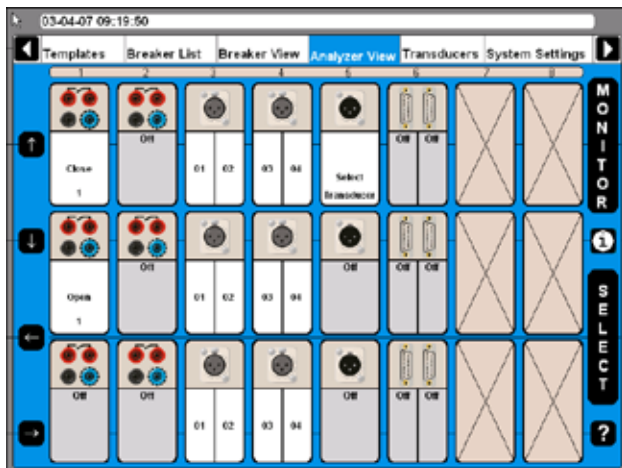 03-04-07 09:19:50
Templates Breaker List Breaker View Analyzer View Transducers System Settings
1 2 3 4 5 6 7 8
MONITOR
Off Off Off
Close 01 02 03 04 Select
1 Transducer
Off Off Off Off
Open 01 02 03 04
1
SELECT
Off Off Off Off Off
01 02 03 04
?